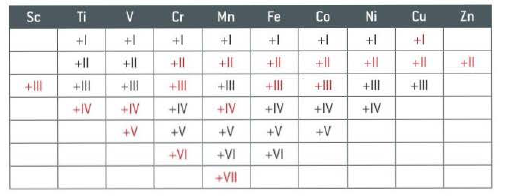 Sc Ti V Cr Mn Fe Co Ni Cu Zn
+I +I +I +I +I +I +I +I
+II +II +II +II +II +II +II +II +II
+III +III +III +III +III +III +III +III +III
+IV +IV +IV +IV +IV +IV +IV
+V +V +V +V +V
+VI +VI +VI
+VII